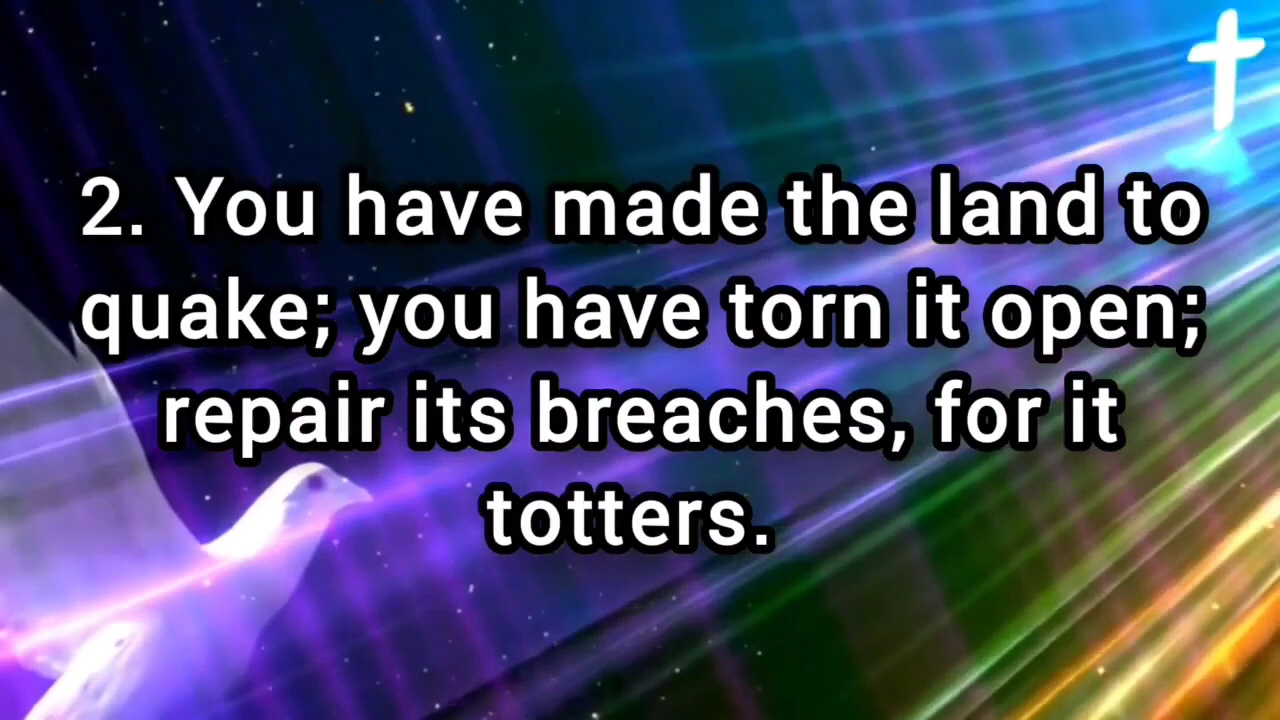 2. You have made the land to
quake; you have torn it open;
repair its breaches, for it
totters.